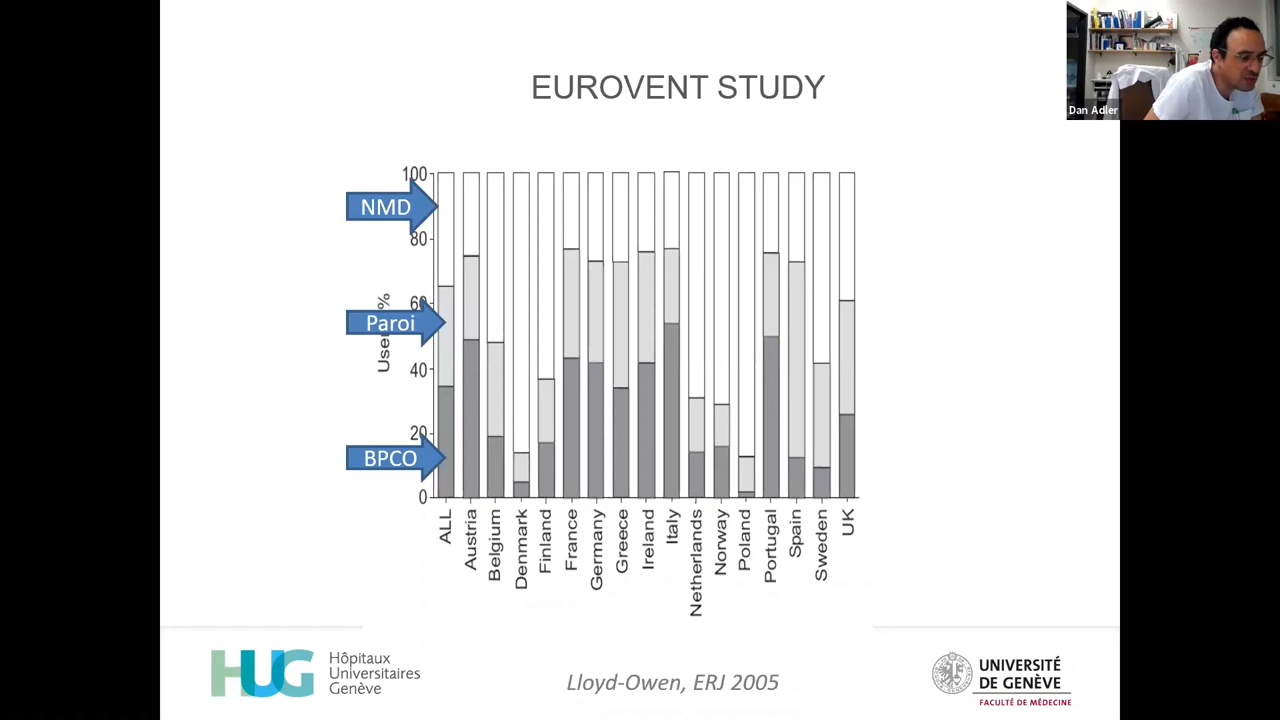 EUROVENT STUDY
Dan Adler
100
NMD
80
60
Paroi
User %
40
20
BPCO
0
ALL
Austria
Belgium
Denmark
Finland
France
Germany
Greece
Ireland
Italy
Netherlands
Norway
Poland
Portugal
Spain
Sweden
UK
HUG
Hôpitaux
Universitaires
Genève
Lloyd-Owen, ERJ 2005
UNIVERSITÉ
DE GENÈVE
FACULTÉ DE MÉDECINE